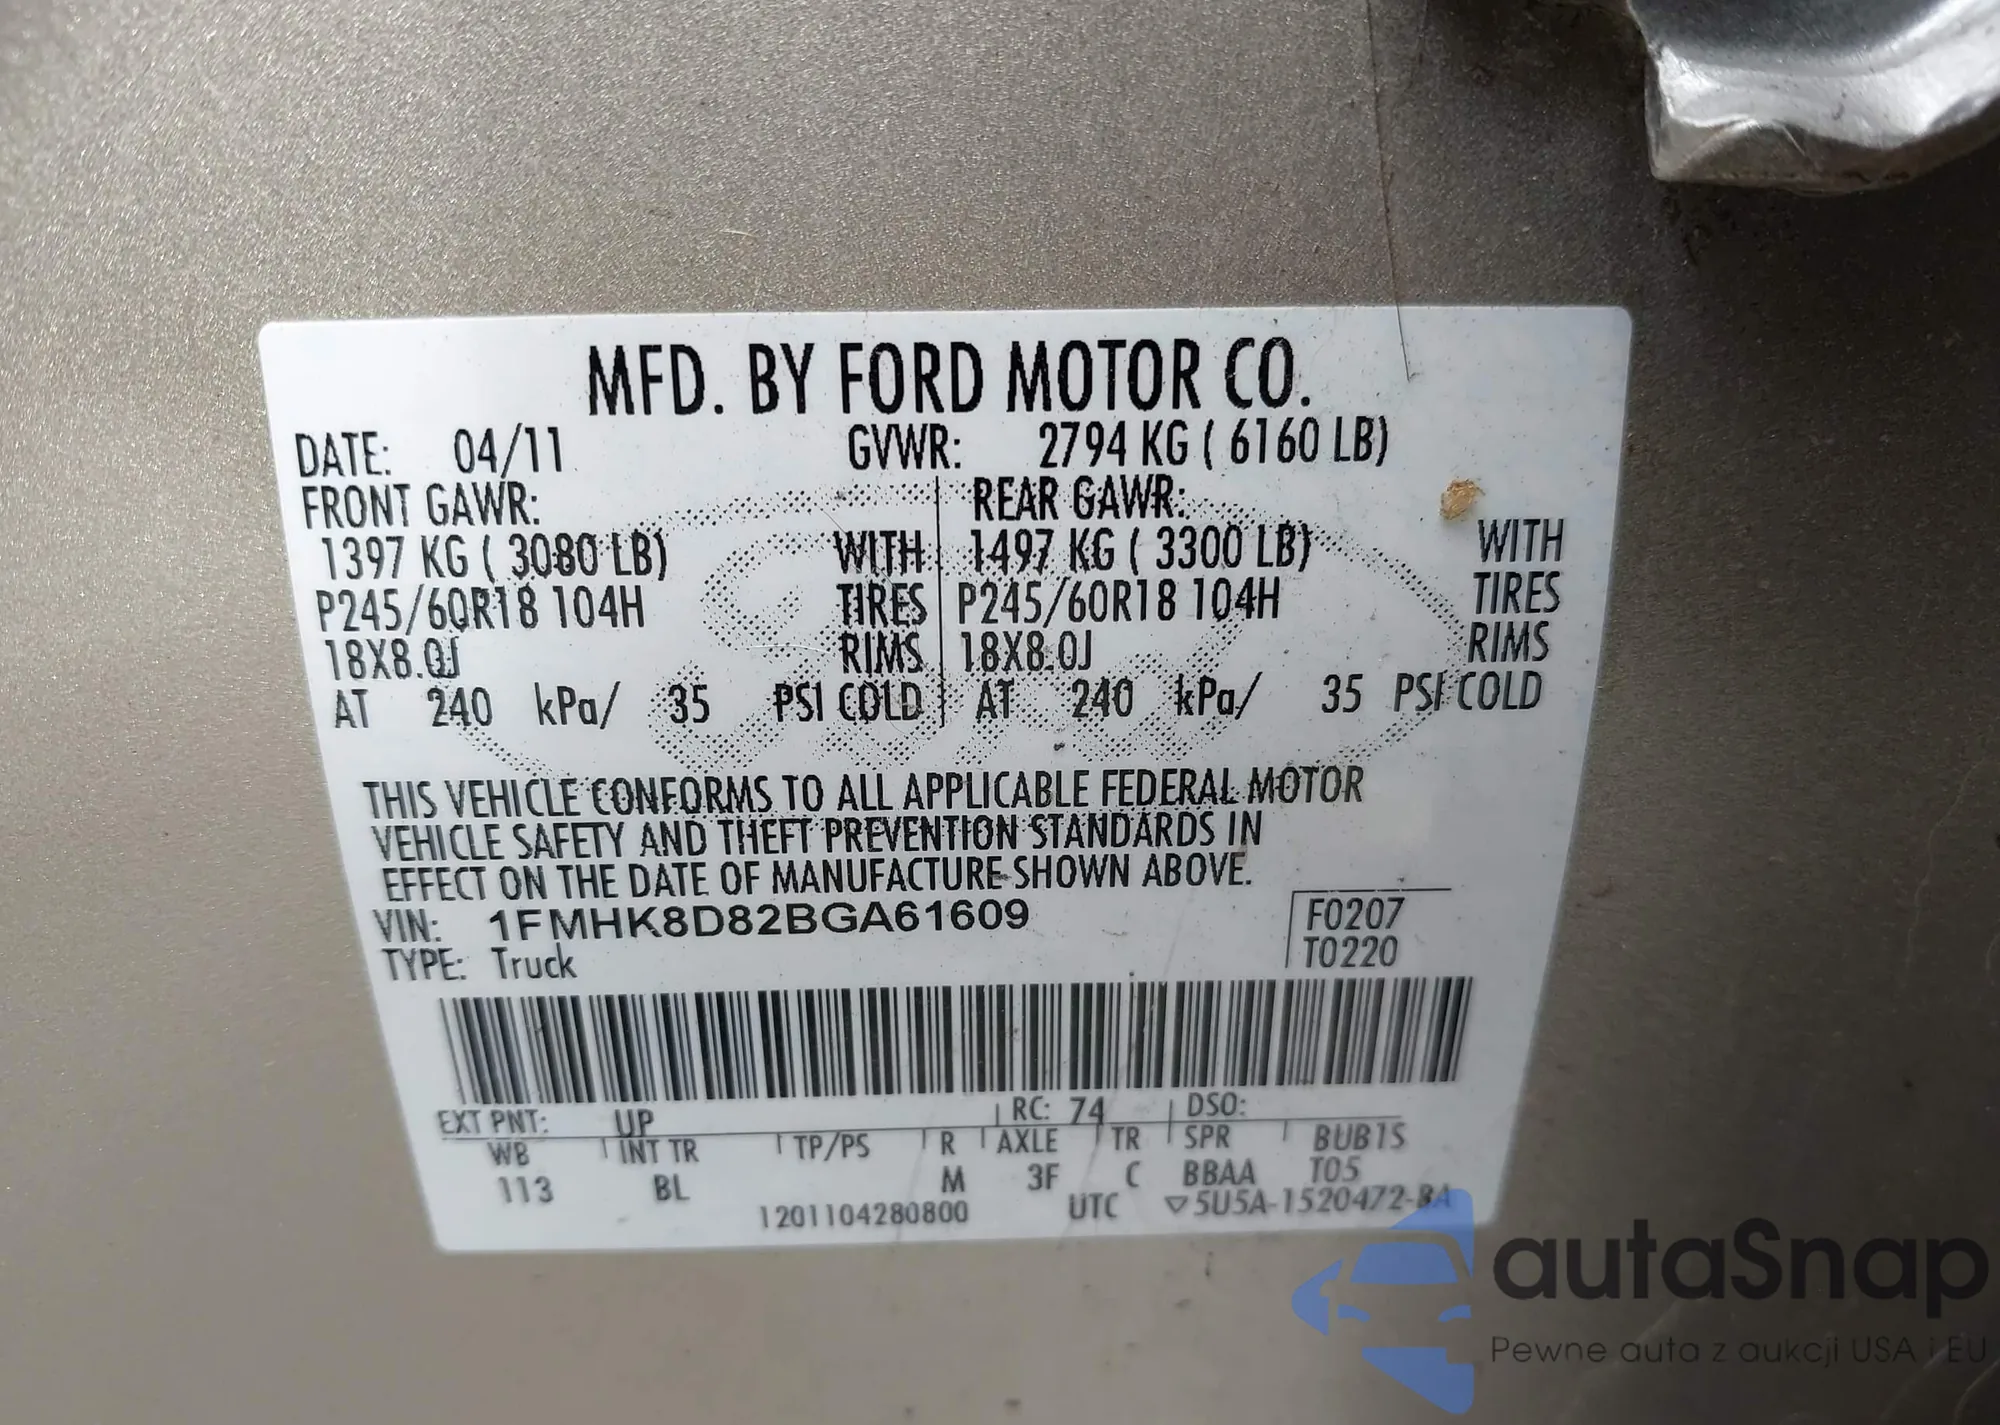 MFD. BY FORD MOTOR CO.
DATE: 04/11 GVWR: 2794 KG ( 6160 LB)
FRONT GAWR: REAR GAWR:
1397 KG ( 3080 LB) WITH 1497 KG ( 3300 LB) WITH
P245/60R18 104H TIRES P245/60R18 104H TIRES
18X8.0J RIMS 18X8.0J RIMS
AT 240 kPa/ 35 PSI COLD AT 240 kPa/ 35 PSI COLD
THIS VEHICLE CONFORMS TO ALL APPLICABLE FEDERAL MOTOR
VEHICLE SAFETY AND THEFT PREVENTION STANDARDS IN
EFFECT ON THE DATE OF MANUFACTURE SHOWN ABOVE.
VIN: 1FMHK8D82BGA61609 F0207
TYPE: Truck T0220
EXT PNT: UP RC: 74 DSO:
WB INT TR TP/PS R AXLE TR SPR BUB1S
113 BL M 3F C BBAA T05
1201104280800 UTC ▽5U5A-1520472-BA
autaSnap
Pewne auta z aukcji USA i EU